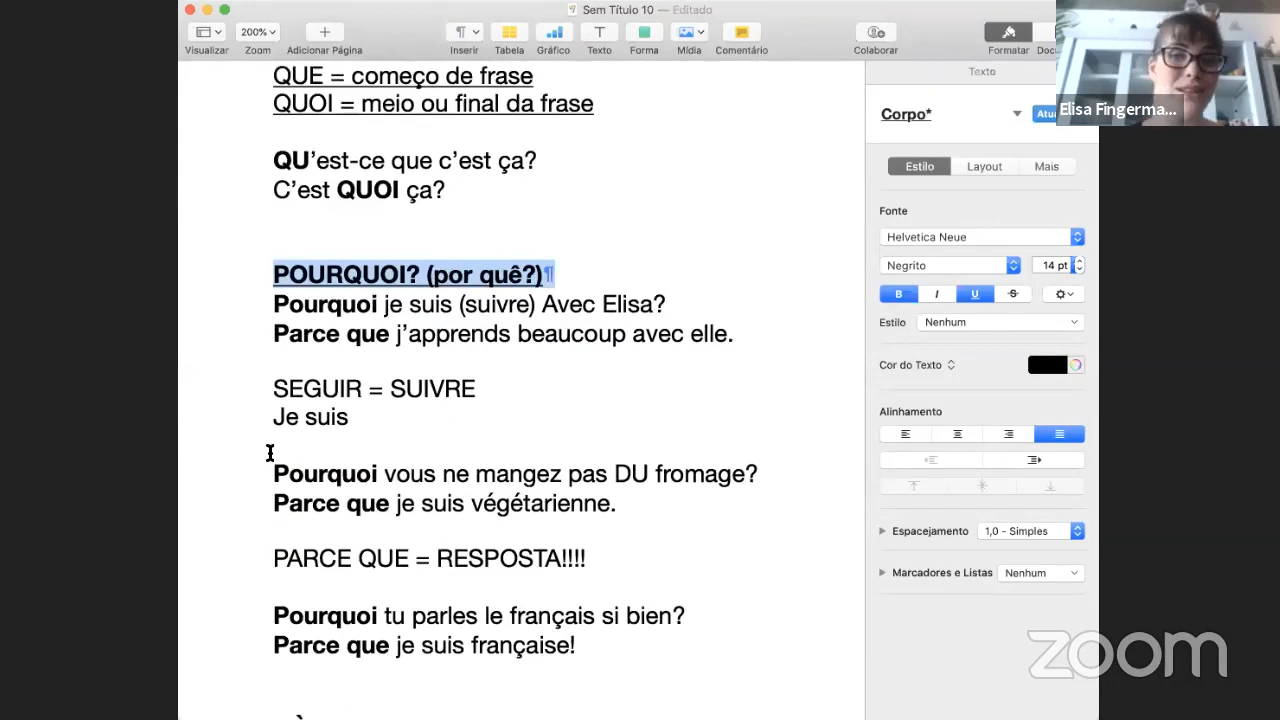 Sem Título 10 — Editado
200%
Visualizar
Zoom
Adicionar Página
Inserir
Tabela
Gráfico
Texto
Forma
Mídia
Comentário
Colaborar
Formatar
Elisa Fingerma...
Texto
Corpo*
Estilo
Layout
Mais
Fonte
Helvetica Neue
Negrito
14 pt
B
I
U
S
Estilo
Nenhum
Cor do Texto
Alinhamento
Espaçamento
1,0 - Simples
Marcadores e Listas
Nenhum
QUE = começo de frase
QUOI = meio ou final da frase
QU’est-ce que c’est ça?
C’est QUOI ça?
POURQUOI? (por quê?)¶
Pourquoi je suis (suivre) Avec Elisa?
Parce que j’apprends beaucoup avec elle.
SEGUIR = SUIVRE
Je suis
Pourquoi vous ne mangez pas DU fromage?
Parce que je suis végétarienne.
PARCE QUE = RESPOSTA!!!!
Pourquoi tu parles le français si bien?
Parce que je suis française!
zoom